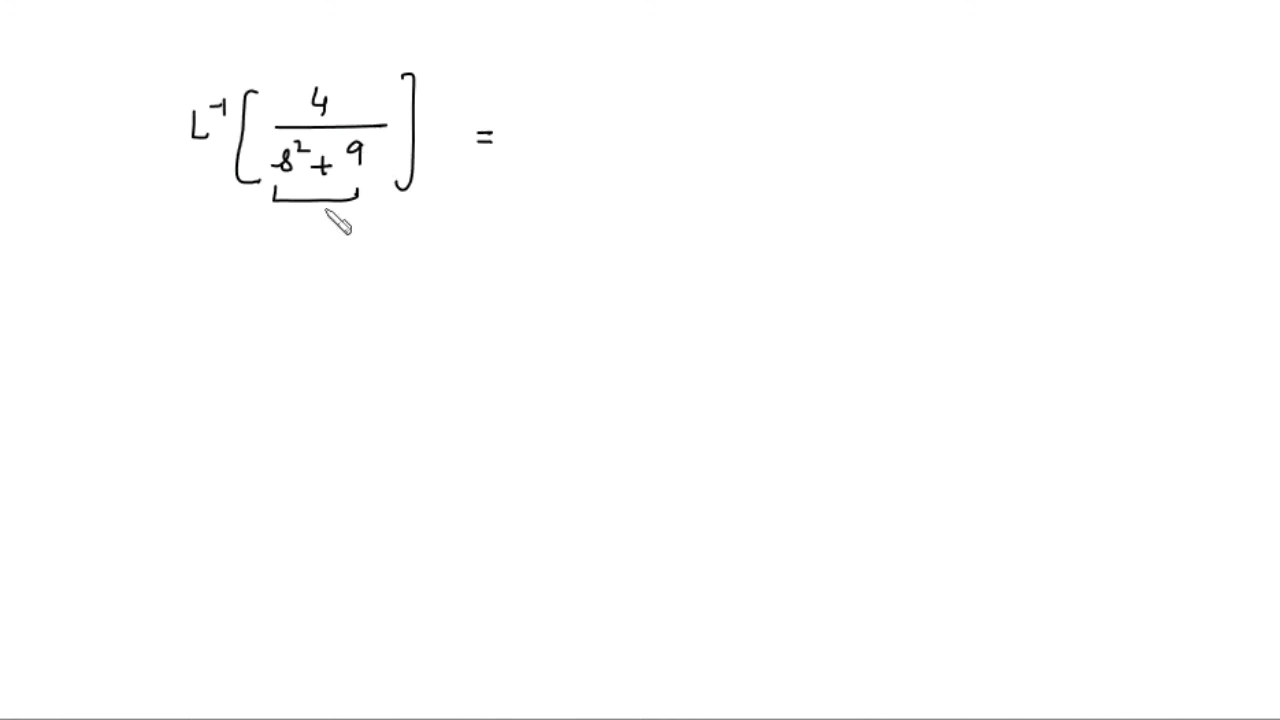 L⁻¹ [ 4 / (s² + 9) ] =